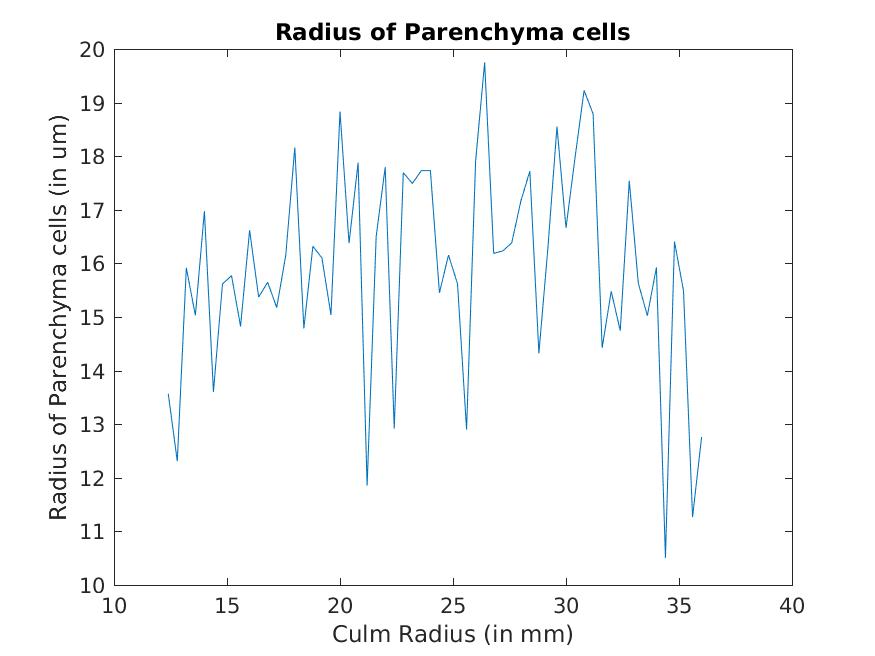 Radius of Parenchyma cells
20
19
18
17
16
15
14
13
12
11
10
Radius of Parenchyma cells (in um)
10 15 20 25 30 35 40
Culm Radius (in mm)